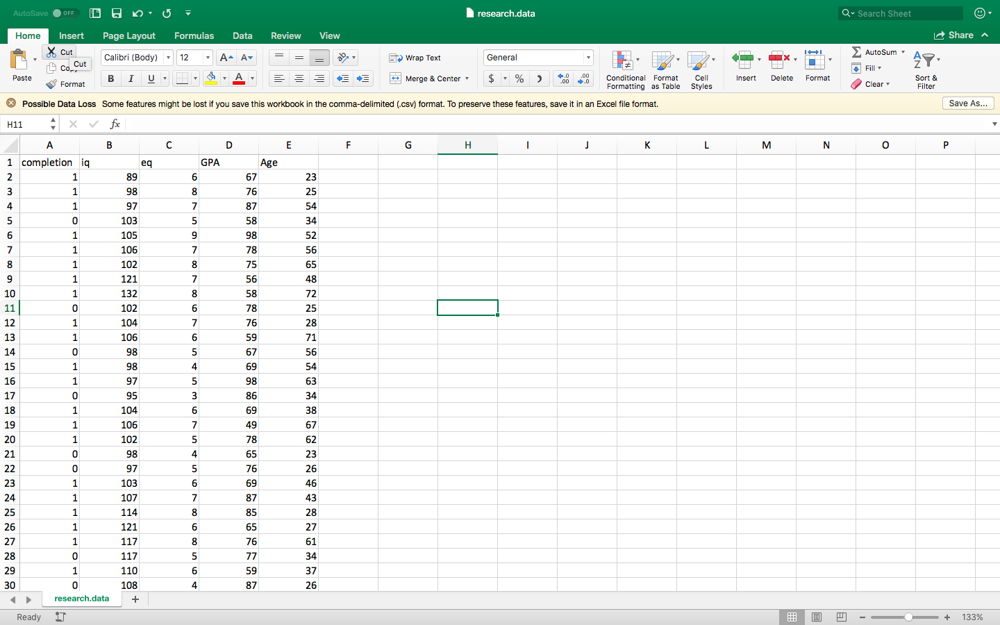 AutoSave OFF research.data Search Sheet
Home Insert Page Layout Formulas Data Review View Share
Paste Cut Copy Format Cut
Calibri (Body) 12 A A
B I U A
ab Wrap Text
Merge & Center
General
$ % .00 .0 .00 .0
Conditional Formatting Format as Table Cell Styles Insert Delete Format
AutoSum Fill Clear A Z Sort & Filter
Possible Data Loss Some features might be lost if you save this workbook in the comma-delimited (.csv) format. To preserve these features, save it in an Excel file format. Save As...
H11 fx
A B C D E F G H I J K L M N O P
1 completion iq eq GPA Age
2 1 89 6 67 23
3 1 98 8 76 25
4 1 97 7 87 54
5 0 103 5 58 34
6 1 105 9 98 52
7 1 106 7 78 56
8 1 102 8 75 65
9 1 121 7 56 48
10 1 132 8 58 72
11 0 102 6 78 25
12 1 104 7 76 28
13 1 106 6 59 71
14 0 98 5 67 56
15 1 98 4 69 54
16 1 97 5 98 63
17 0 95 3 86 34
18 1 104 6 69 38
19 1 106 7 49 67
20 1 102 5 78 62
21 0 98 4 65 23
22 0 97 5 76 26
23 1 103 6 69 46
24 1 107 7 87 43
25 1 114 8 85 28
26 1 121 6 65 27
27 1 117 8 76 61
28 0 117 5 77 34
29 1 110 6 59 37
30 0 108 4 87 26
research.data +
Ready 133%